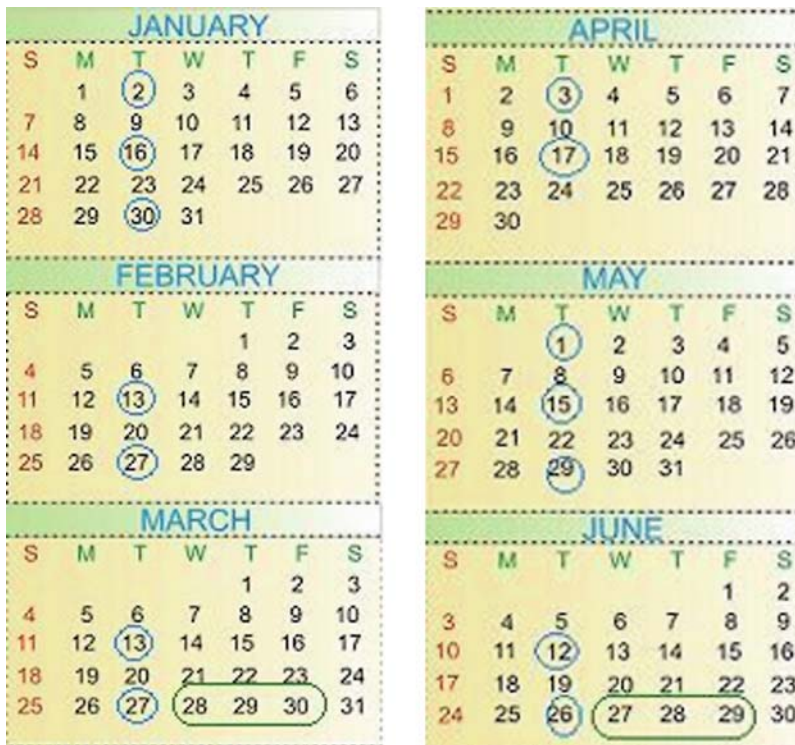 JANUARY
S M T W T F S
1 2 3 4 5 6
7 8 9 10 11 12 13
14 15 16 17 18 19 20
21 22 23 24 25 26 27
28 29 30 31
FEBRUARY
S M T W T F S
1 2 3
4 5 6 7 8 9 10
11 12 13 14 15 16 17
18 19 20 21 22 23 24
25 26 27 28 29
MARCH
S M T W T F S
1 2 3
4 5 6 7 8 9 10
11 12 13 14 15 16 17
18 19 20 21 22 23 24
25 26 27 28 29 30 31
APRIL
S M T W T F S
1 2 3 4 5 6 7
8 9 10 11 12 13 14
15 16 17 18 19 20 21
22 23 24 25 26 27 28
29 30
MAY
S M T W T F S
1 2 3 4 5
6 7 8 9 10 11 12
13 14 15 16 17 18 19
20 21 22 23 24 25 26
27 28 29 30 31
JUNE
S M T W T F S
1 2
3 4 5 6 7 8 9
10 11 12 13 14 15 16
17 18 19 20 21 22 23
24 25 26 27 28 29 30